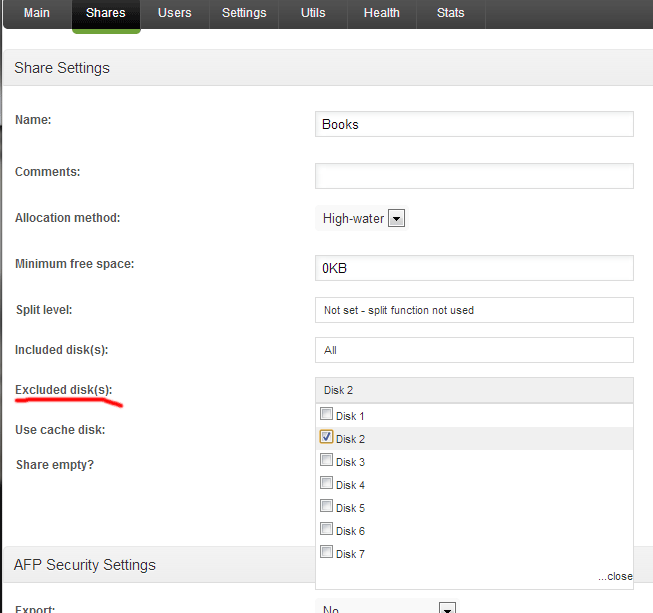 Main Shares Users Settings Utils Health Stats
Share Settings
Name: Books
Comments:
Allocation method: High-water
Minimum free space: 0KB
Split level: Not set - split function not used
Included disk(s): All
Excluded disk(s): Disk 2
Disk 1
Use cache disk: Disk 2
Share empty? Disk 3
Disk 4
Disk 5
Disk 6
AFP Security Settings Disk 7
...close
Export: No